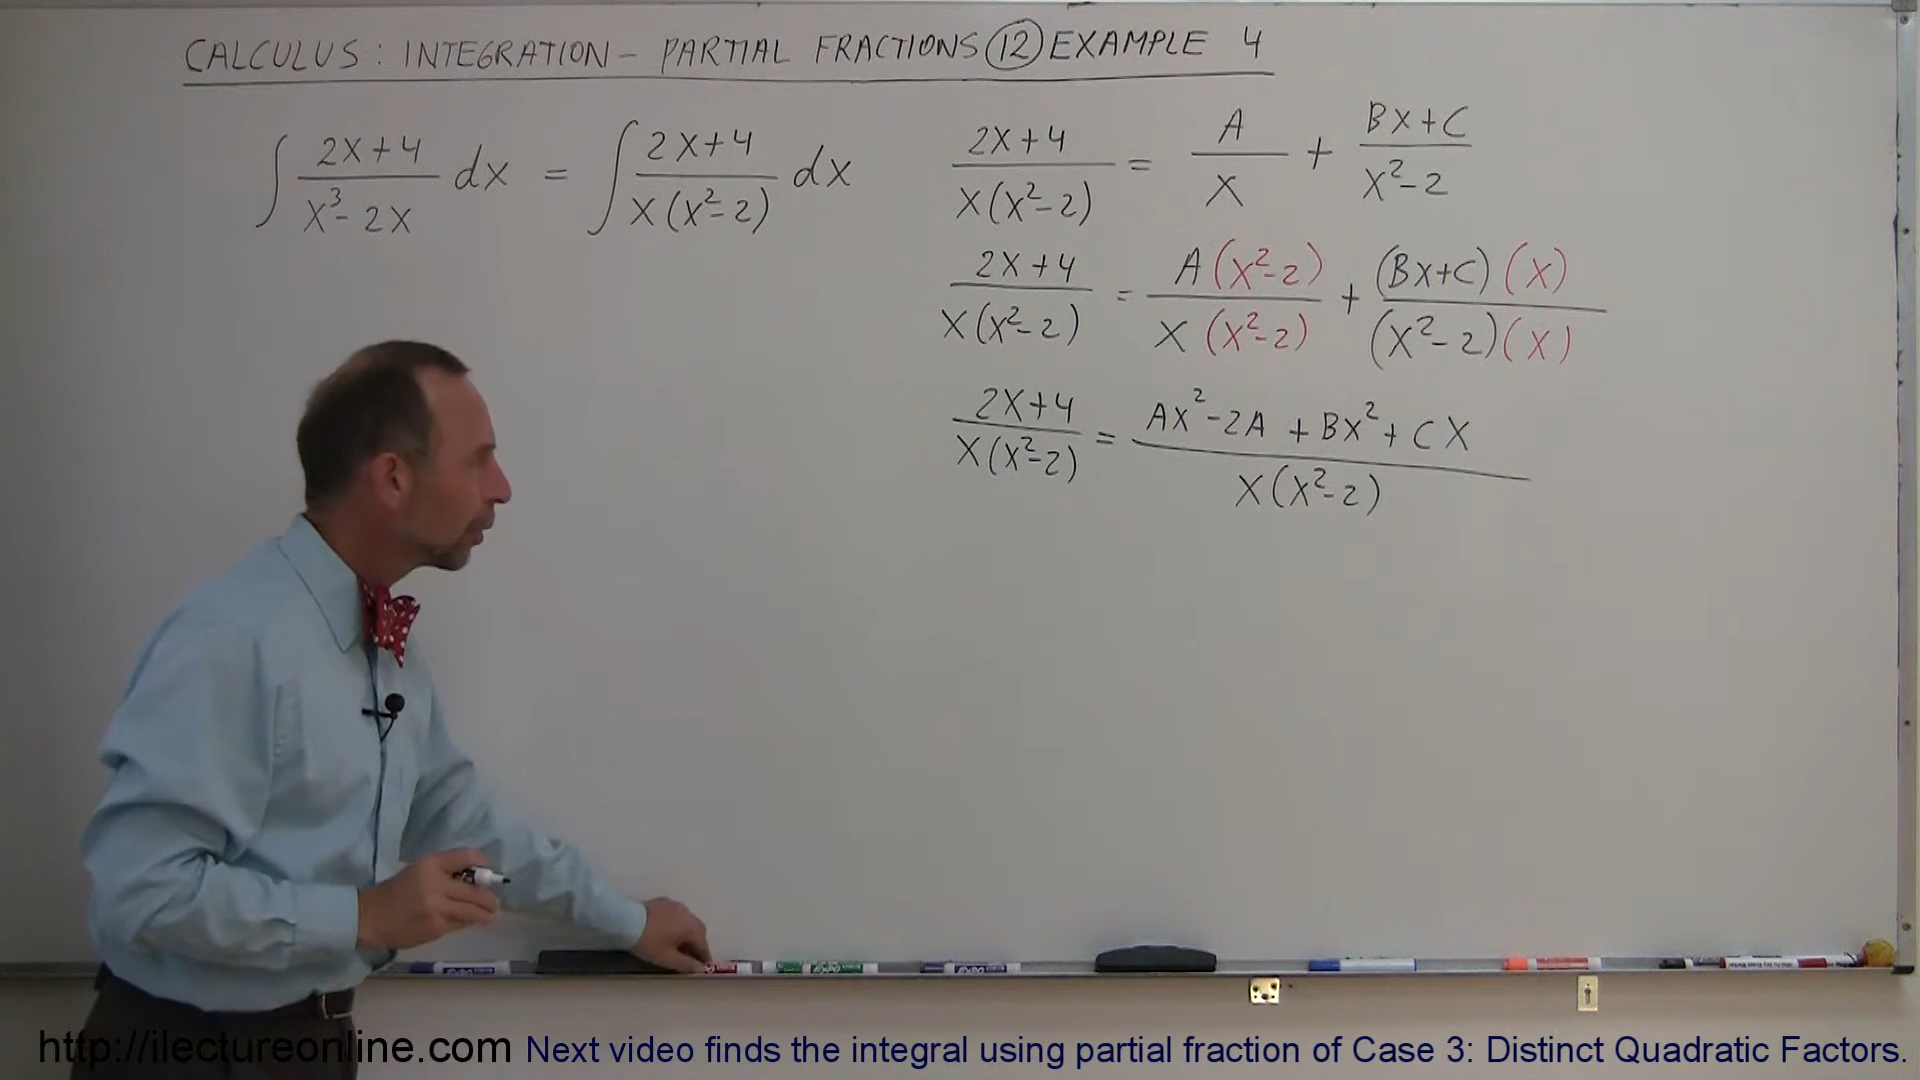 CALCULUS: INTEGRATION – PARTIAL FRACTIONS ⑫ EXAMPLE 4
∫ (2X+4)/(X³-2X) dx = ∫ (2X+4)/(X(X²-2)) dx
(2X+4)/(X(X²-2)) = A/X + (BX+C)/(X²-2)
(2X+4)/(X(X²-2)) = A(X²-2)/(X(X²-2)) + (BX+C)(X)/((X²-2)(X))
(2X+4)/(X(X²-2)) = (AX²-2A+BX²+CX)/(X(X²-2))
http://ilectureonline.com Next video finds the integral using partial fraction of Case 3: Distinct Quadratic Factors.